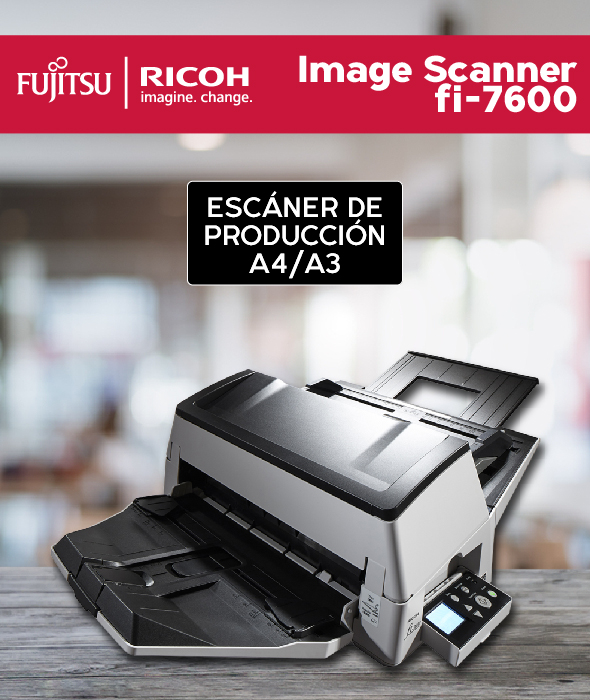 FUJITSU
RICOH
imagine. change.
Image Scanner
fi-7600
ESCÁNER DE
PRODUCCIÓN
A4/A3